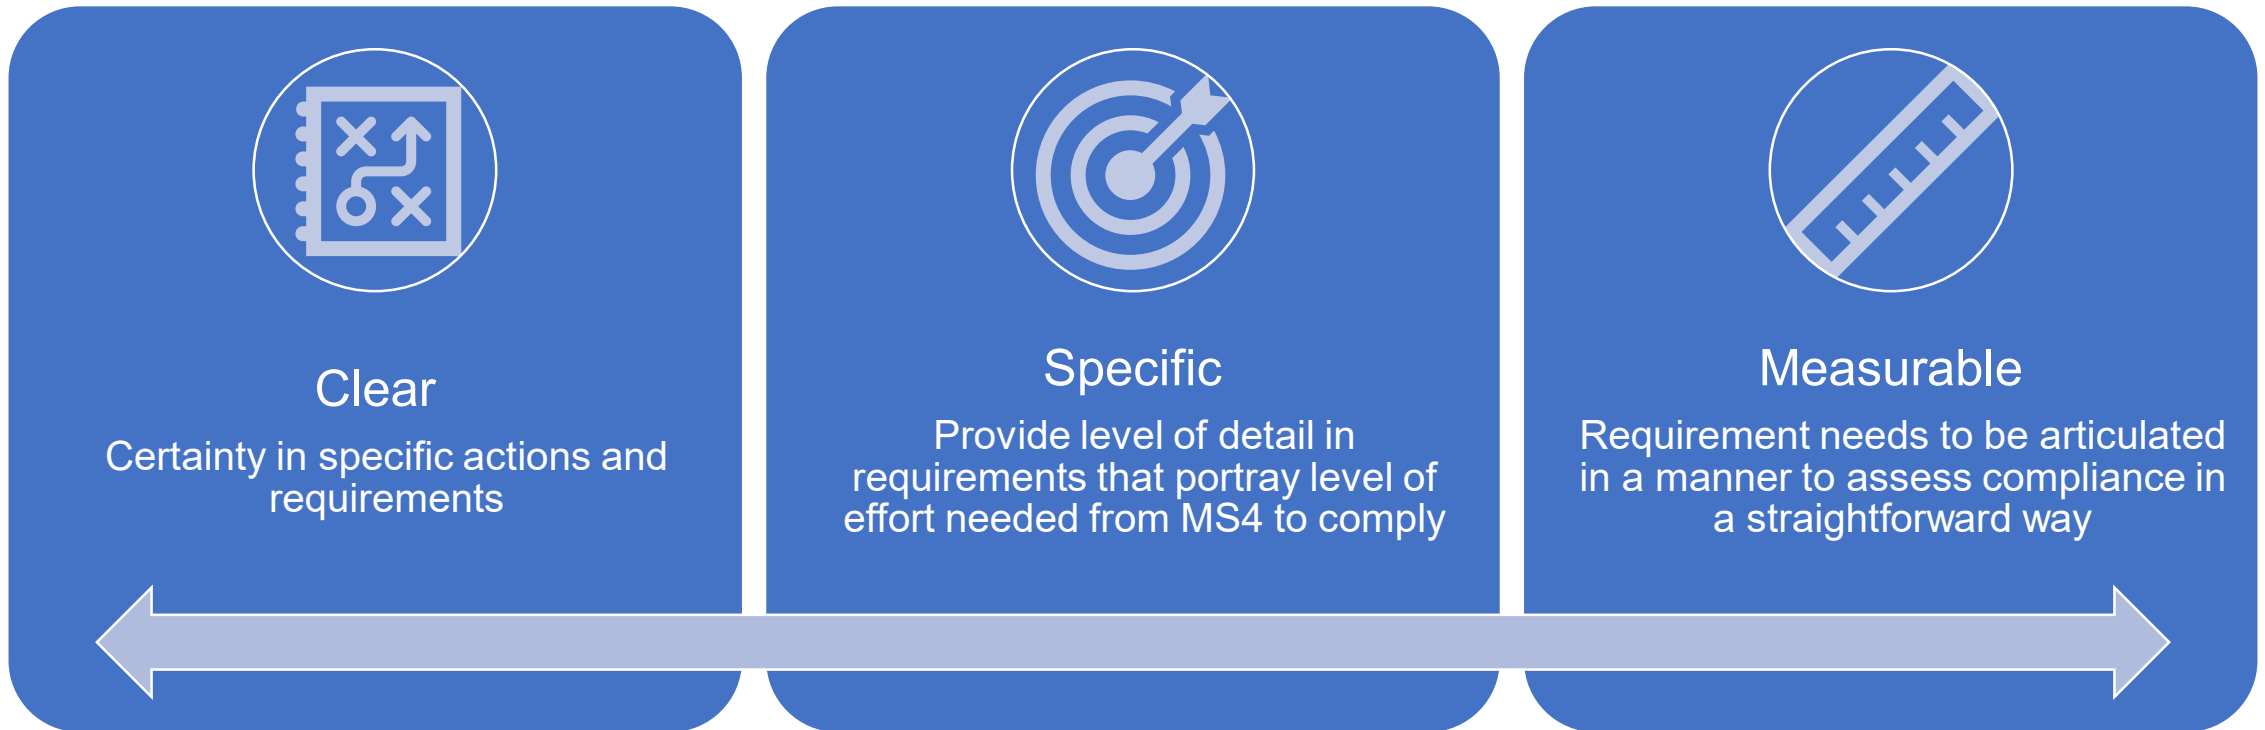 Clear
Certainty in specific actions and
requirements
Specific
Provide level of detail in
requirements that portray level of
effort needed from MS4 to comply
Measurable
Requirement needs to be articulated
in a manner to assess compliance in
a straightforward way